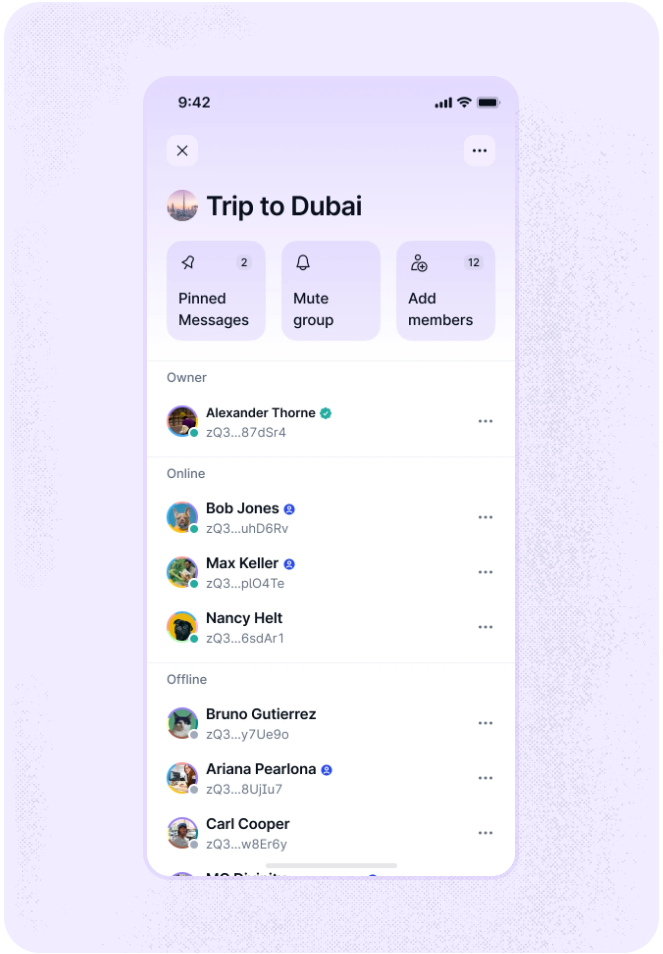 9:42
Trip to Dubai
2
12
Pinned
Messages
Mute
group
Add
members
Owner
Alexander Thorne
zQ3...87dSr4
Online
Bob Jones
zQ3...uhD6Rv
Max Keller
zQ3...plO4Te
Nancy Helt
zQ3...6sdAr1
Offline
Bruno Gutierrez
zQ3...y7Ue9o
Ariana Pearlona
zQ3...8UjIu7
Carl Cooper
zQ3...w8Er6y